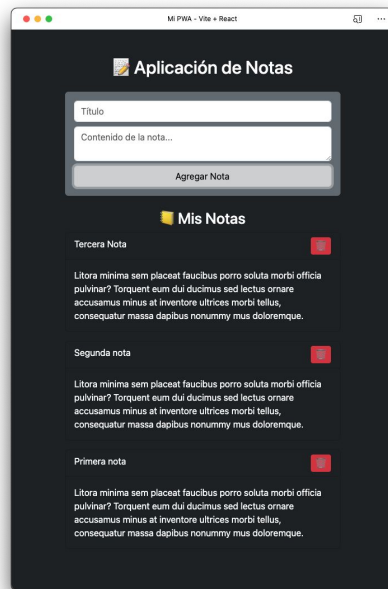 Mi PWA - Vite + React
Aplicación de Notas
Título
Contenido de la nota...
Agregar Nota
Mis Notas
Tercera Nota
Litora minima sem placeat faucibus porro soluta morbi officia
pulvinar? Torquent eum dui ducimus sed lectus ornare
accusamus minus at inventore ultrices morbi tellus,
consequatur massa dapibus nonummy mus doloremque.
Segunda nota
Litora minima sem placeat faucibus porro soluta morbi officia
pulvinar? Torquent eum dui ducimus sed lectus ornare
accusamus minus at inventore ultrices morbi tellus,
consequatur massa dapibus nonummy mus doloremque.
Primera nota
Litora minima sem placeat faucibus porro soluta morbi officia
pulvinar? Torquent eum dui ducimus sed lectus ornare
accusamus minus at inventore ultrices morbi tellus,
consequatur massa dapibus nonummy mus doloremque.